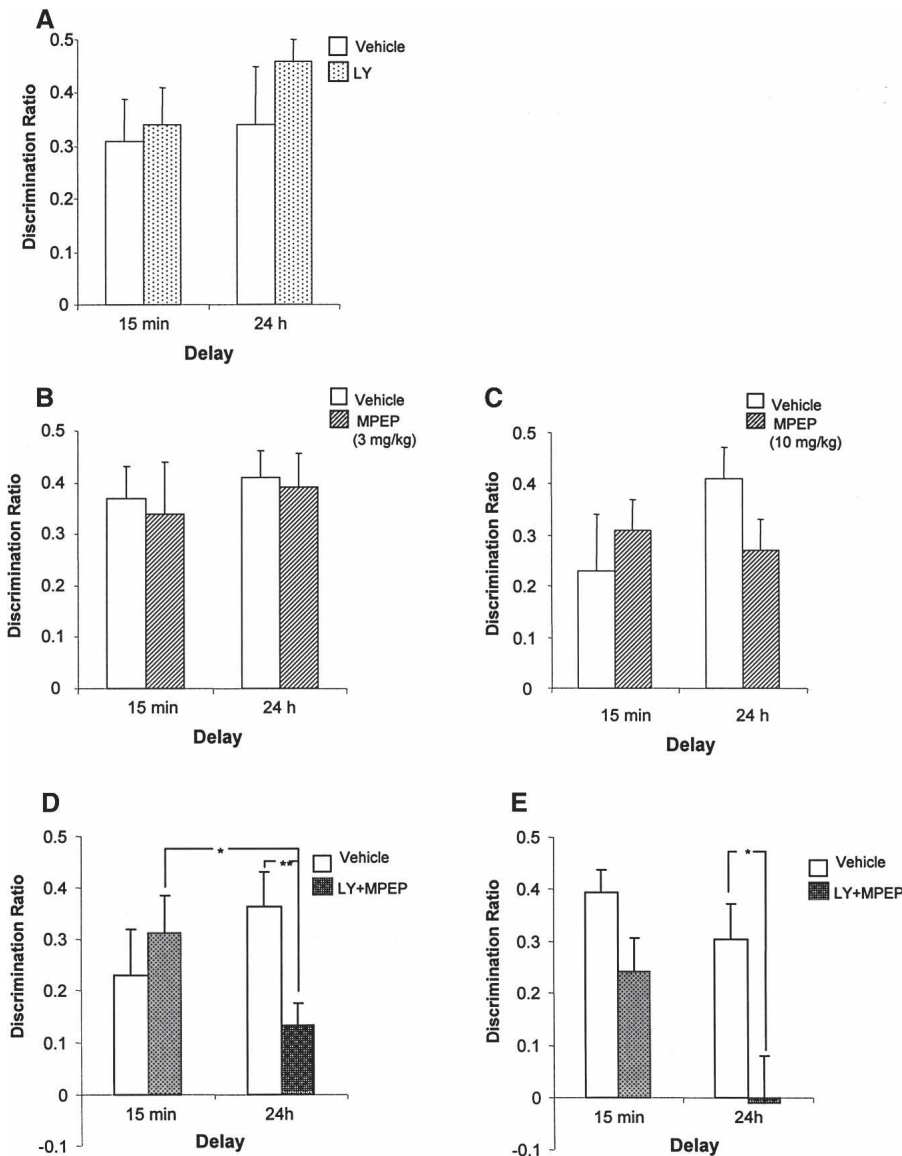 A
0.5
0.4
0.3
0.2
0.1
0
Discrimination Ratio
Vehicle
LY
15 min
24 h
Delay
B
0.5
0.4
0.3
0.2
0.1
0
Discrimination Ratio
Vehicle
MPEP
(3 mg/kg)
15 min
24 h
Delay
C
0.5
0.4
0.3
0.2
0.1
0
Discrimination Ratio
Vehicle
MPEP
(10 mg/kg)
15 min
24 h
Delay
D
0.5
0.4
0.3
0.2
0.1
0
-0.1
Discrimination Ratio
*
**
Vehicle
LY+MPEP
15 min
24h
Delay
E
0.5
0.4
0.3
0.2
0.1
0
-0.1
Discrimination Ratio
*
Vehicle
LY+MPEP
15 min
24h
Delay